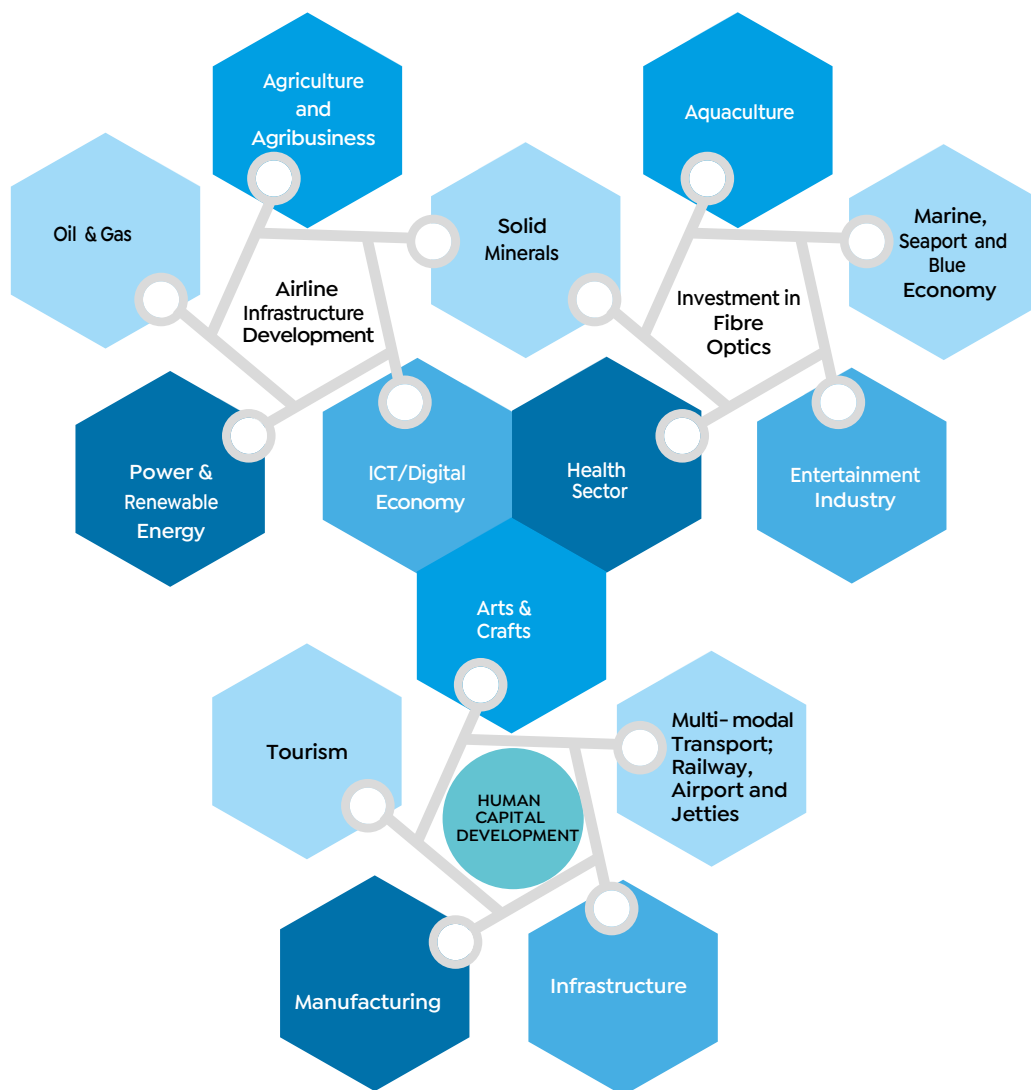 Agriculture
and
Agribusiness
Aquaculture
Oil & Gas
Solid
Minerals
Marine,
Seaport and
Blue
Economy
Airline
Infrastructure
Development
Investment in
Fibre
Optics
Power &
Renewable
Energy
ICT/Digital
Economy
Health
Sector
Entertainment
Industry
Arts &
Crafts
Tourism
Multi-modal
Transport;
Railway,
Airport and
Jetties
HUMAN
CAPITAL
DEVELOPMENT
Manufacturing
Infrastructure